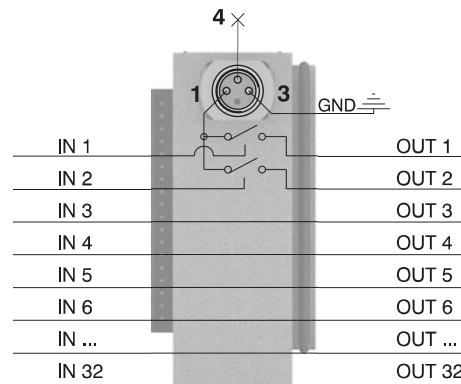 4
1 3
GND
IN 1 OUT 1
IN 2 OUT 2
IN 3 OUT 3
IN 4 OUT 4
IN 5 OUT 5
IN 6 OUT 6
IN ... OUT ...
IN 32 OUT 32